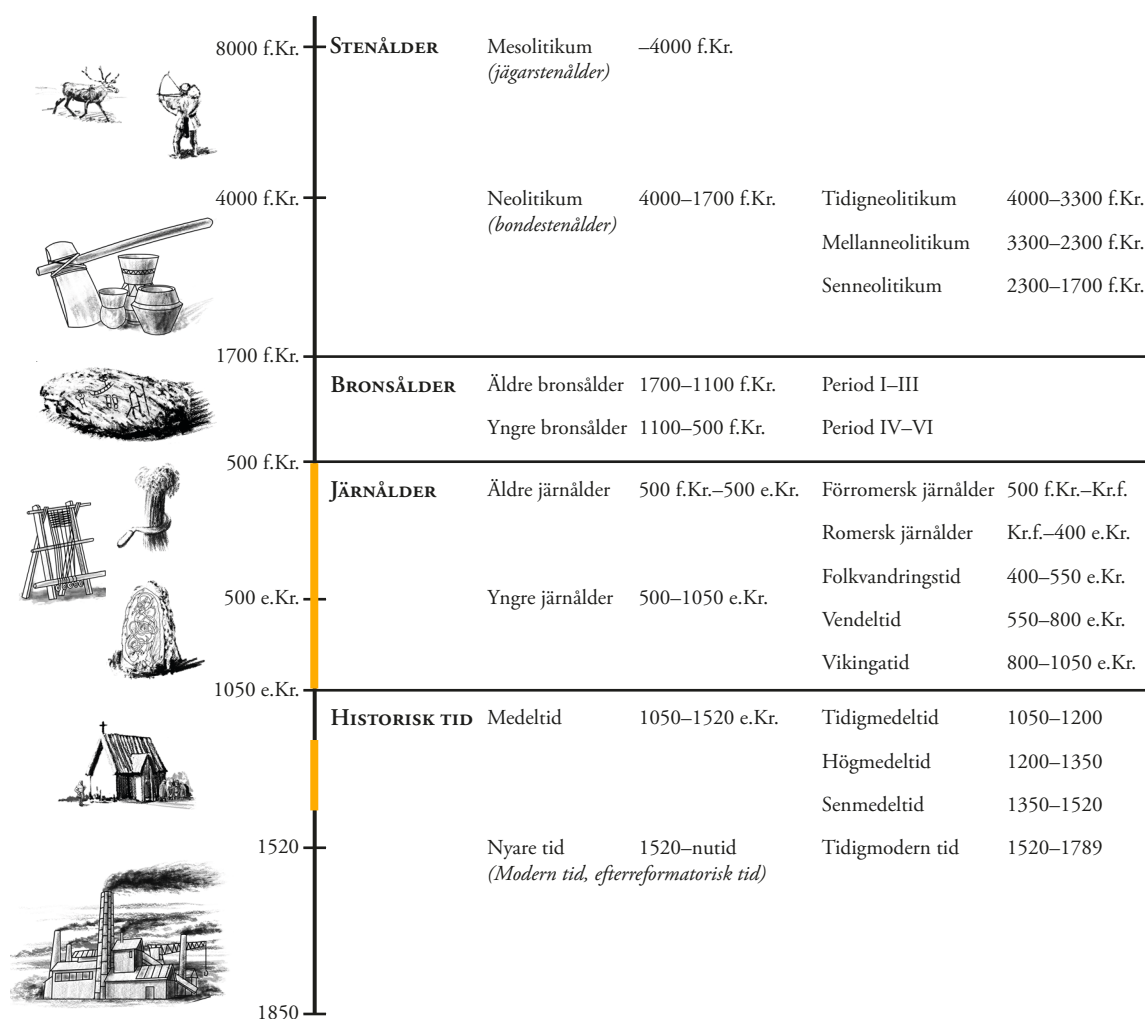 8000 f.Kr. STENÅLDER Mesolitikum –4000 f.Kr.
(jägarstenålder)
4000 f.Kr. Neolitikum 4000–1700 f.Kr. Tidigneolitikum 4000–3300 f.Kr.
(bondestenålder)
Mellanneolitikum 3300–2300 f.Kr.
Senneolitikum 2300–1700 f.Kr.
1700 f.Kr.
BRONSÅLDER Äldre bronsålder 1700–1100 f.Kr. Period I–III
Yngre bronsålder 1100–500 f.Kr. Period IV–VI
500 f.Kr.
JÄRNÅLDER Äldre järnålder 500 f.Kr.–500 e.Kr. Förromersk järnålder 500 f.Kr.–Kr.f.
Romersk järnålder Kr.f.–400 e.Kr.
Folkvandringstid 400–550 e.Kr.
500 e.Kr. Yngre järnålder 500–1050 e.Kr.
Vendeltid 550–800 e.Kr.
Vikingatid 800–1050 e.Kr.
1050 e.Kr.
HISTORISK TID Medeltid 1050–1520 e.Kr. Tidigmedeltid 1050–1200
Högmedeltid 1200–1350
Senmedeltid 1350–1520
1520 Nyare tid 1520–nutid Tidigmodern tid 1520–1789
(Modern tid, efterreformatorisk tid)
1850